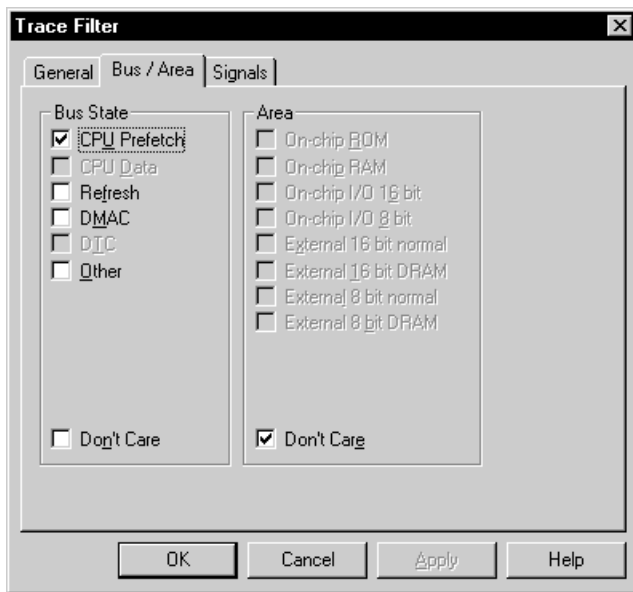 Trace Filter
General
Bus / Area
Signals
Bus State
CPU Prefetch
CPU Data
Refresh
DMAC
DTC
Other
Don't Care
Area
On-chip ROM
On-chip RAM
On-chip I/O 16 bit
On-chip I/O 8 bit
External 16 bit normal
External 16 bit DRAM
External 8 bit normal
External 8 bit DRAM
Don't Care
OK
Cancel
Apply
Help